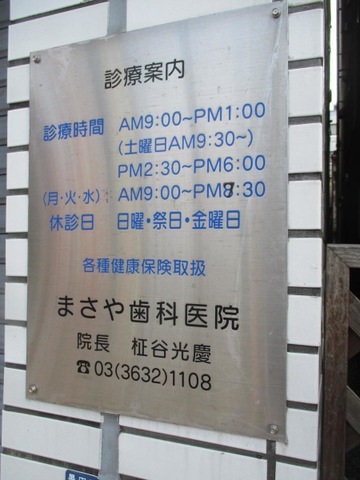 診療案内
診療時間 AM9:00~PM1:00
(土曜日AM9:30~)
PM2:30~PM6:00
(月・火・水) AM9:00~PM7:30
休診日 日曜・祭日・金曜日
各種健康保険取扱
まさや歯科医院
院長 柾谷光慶
☎03(3632)1108